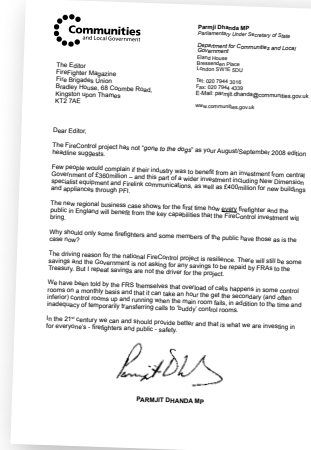 Communities
and Local Government
Parmjit Dhanda MP
Parliamentary Under Secretary of State
Department for Communities and Local
Government
Eland House
Bressenden Place
London SW1E 5DU
Tel: 020 7944 3016
Fax: 020 7944 4339
E-Mail: parmjit.dhanda@communities.gov.uk
www.communities.gov.uk
The Editor
FireFighter Magazine
Fire Brigades Union
Bradley House, 68 Coombe Road,
Kingston upon Thames
KT2 7AE
Dear Editor,
The FireControl project has not "gone to the dogs" as your August/September 2008 edition
headline suggests.
Few people would complain if their industry was to benefit from an investment from central
Government of £360million – and this part of a wider investment including New Dimension
specialist equipment and Firelink communications, as well as £400million for new buildings
and appliances through PFI.
The new regional business case shows for the first time how every firefighter and the
public in England will benefit from the key capabilities that the FireControl investment will
bring.
Why should only some firefighters and some members of the public have those as is the
case now?
The driving reason for the national FireControl project is resilience. There will still be some
savings and the Government is not asking for any savings to be repaid by FRAs to the
Treasury. But I repeat savings are not the driver for the project.
We have been told by the FRS themselves that overload of calls happens in some control
rooms on a monthly basis and that it can take an hour the get the secondary (and often
inferior) control rooms up and running when the main room fails, in addition to the time and
inadequacy of temporarily transferring calls to 'buddy' control rooms.
In the 21st century we can and should provide better and that is what we are investing in
for everyone's - firefighters and public - safety.
PARMJIT DHANDA MP